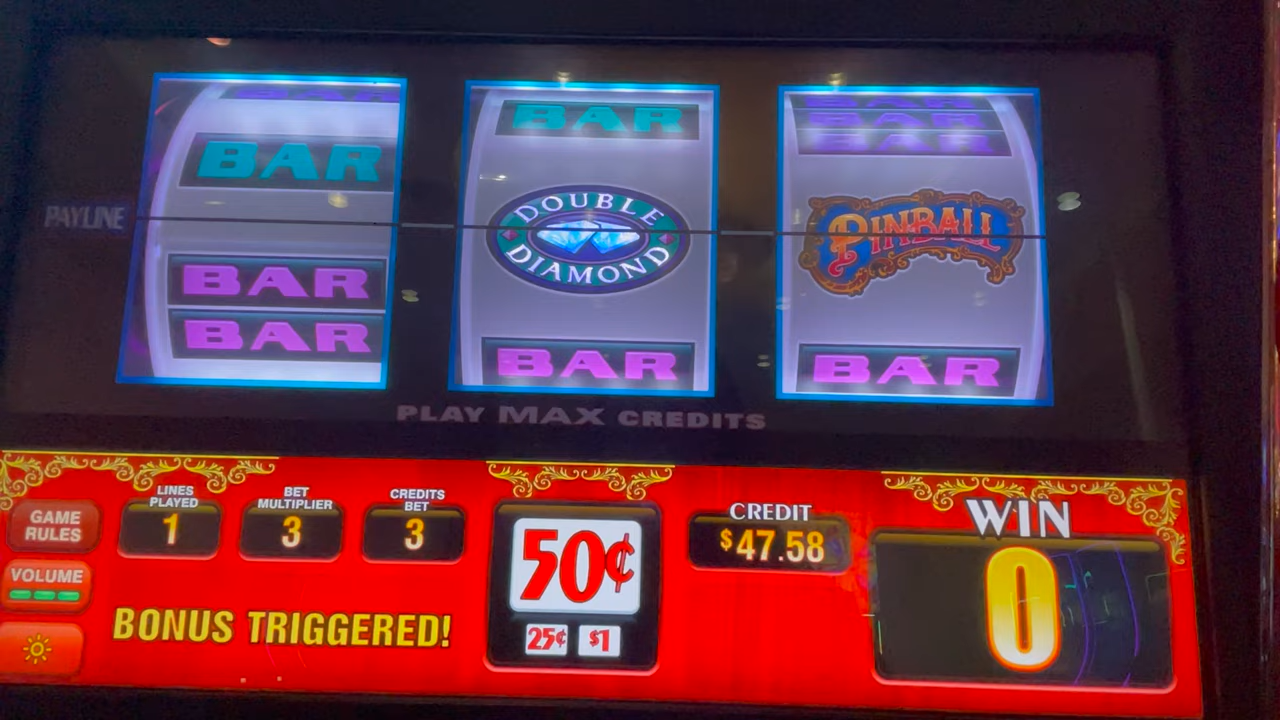 BAR
BAR
BAR
BAR
BAR
BAR
BAR
PAYLINE
DOUBLE
DIAMOND
PINBALL
BAR
BAR
BAR
BAR
PLAY MAX CREDITS
GAME
RULES
LINES
PLAYED
1
BET
MULTIPLIER
3
CREDITS
BET
3
50¢
CREDIT
$47.58
WIN
0
VOLUME
BONUS TRIGGERED!
25¢
$1